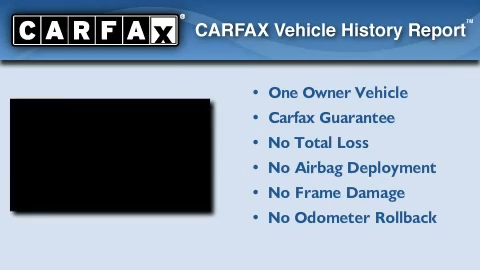 CARFAX® CARFAX Vehicle History Report™
• One Owner Vehicle
• Carfax Guarantee
• No Total Loss
• No Airbag Deployment
• No Frame Damage
• No Odometer Rollback